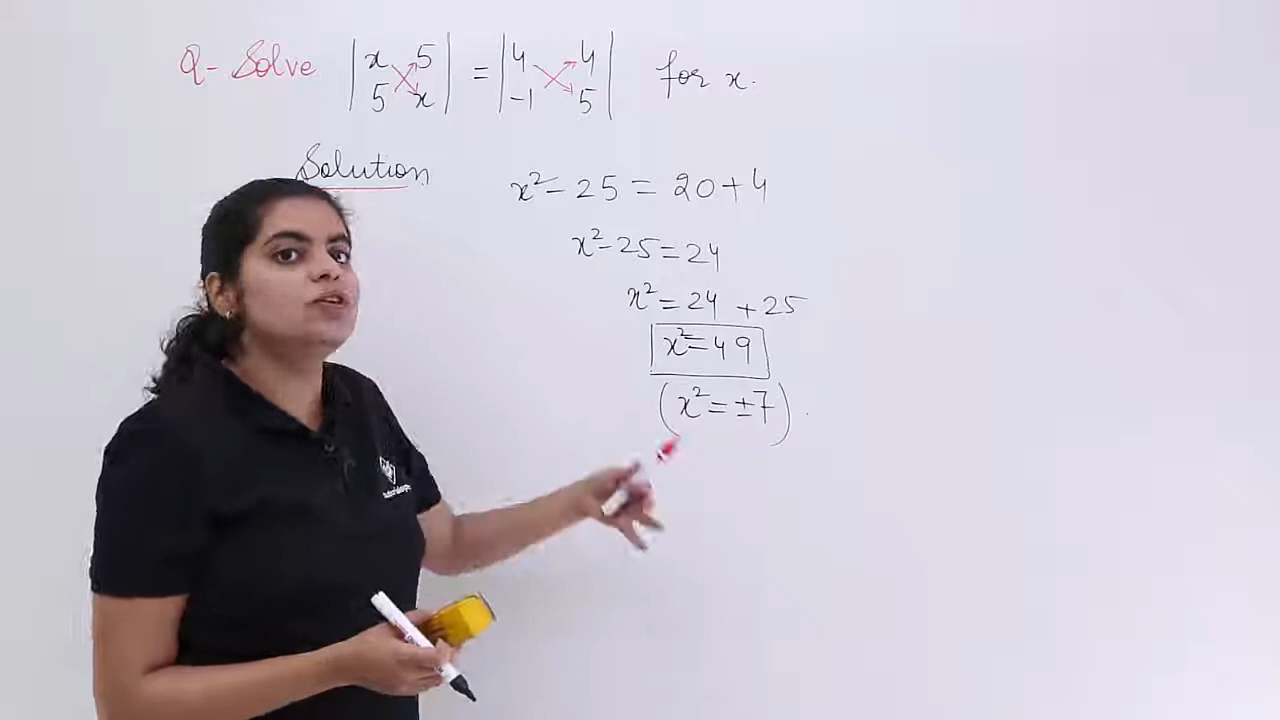 Q- Solve | x 5 | = | 4 4 | for x.
| 5 x | | -1 5 |
Solution
x² - 25 = 20 + 4
x² - 25 = 24
x² = 24 + 25
x² = 49
(x² = ±7).